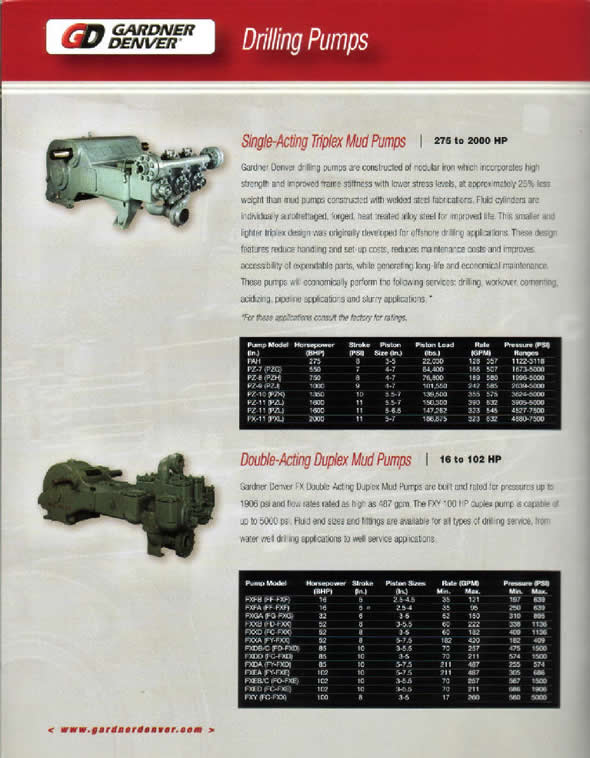 GD GARDNER DENVER
Drilling Pumps
Single-Acting Triplex Mud Pumps | 275 to 2000 HP
Gardner Denver drilling pumps are constructed of nodular iron which incorporates high
strength and improved frame stiffness with lower stress levels, at approximately 25% less
weight than mud pumps constructed with welded steel fabrications. Fluid cylinders are
individually autofrettaged, forged, heat treated alloy steel for improved life. This smaller and
lighter triplex design was originally developed for offshore drilling applications. These design
features reduce handling and set-up costs, reduces maintenance costs and improves
accessibility of expendable parts, while generating long-life and economical maintenance.
These pumps will economically perform the following services: drilling, workover, cementing,
acidizing, pipeline applications and slurry applications. *
*For these applications consult the factory for ratings.
Pump Model Horsepower Stroke Piston Piston Load Rate Pressure (PSI)
(In.) (BHP) (PSI) Size (In.) (lbs.) (GPM) Ranges
PAH 275 8 3-5 22,030 128 357 1122-3118
PZ-7 (PZG) 550 7 4-7 64,400 166 507 1673-5000
PZ-8 (PZH) 750 8 4-7 76,800 189 580 1996-5000
PZ-9 (PZJ) 1000 9 4-7 101,550 242 585 2639-5000
PZ-10 (PZK) 1350 10 5.5-7 139,500 355 575 3624-5000
PZ-11 (PZL) 1600 11 5.5-7 150,300 390 632 3905-5000
PZ-11 (PZL) 1600 11 5-6.5 147,262 323 545 4527-7500
PX-11 (PXL) 2000 11 5-7 186,875 323 632 4880-7500
Double-Acting Duplex Mud Pumps | 16 to 102 HP
Gardner Denver FX Double-Acting Duplex Mud Pumps are built and rated for pressures up to
1906 psi and flow rates rated as high as 487 gpm. The FXY 100 HP duplex pump is capable of
up to 5000 psi. Fluid end sizes and fittings are available for all types of drilling service, from
water well drilling applications to well service applications.
Pump Model Horsepower Stroke Piston Sizes Rate (GPM) Pressure (PSI)
(BHP) (In.) (In.) Min. Max. Min. Max.
FXFB (FF-FXF) 16 5 2.5-4.5 35 121 197 639
FXFA (FF-FXF) 16 5 2.5-4 35 95 250 639
FXGA (FG-FXG) 32 6 3-5 52 150 310 895
FXXB (FD-FXX) 52 8 3-5.5 60 222 338 1136
FXXD (FC-FXX) 52 8 3-5 60 182 409 1136
FXXA (FY-FXX) 52 8 5-7.5 182 420 182 409
FXDB/C (FD-FXD) 85 10 3-5.5 70 257 475 1500
FXDD (FC-FXD) 85 10 3-5 70 211 574 1500
FXDA (FY-FXD) 85 10 5-7.5 211 487 255 574
FXEA (FY-FXE) 102 10 5-7.5 211 487 305 686
FXEB/C (FO-FXE) 102 10 3-5.5 70 257 567 1500
FXED (FC-FXE) 102 10 3-5 70 211 686 1906
FXY (FC-FXX) 100 8 3-5 17 260 560 5000
< www.gardnerdenver.com >